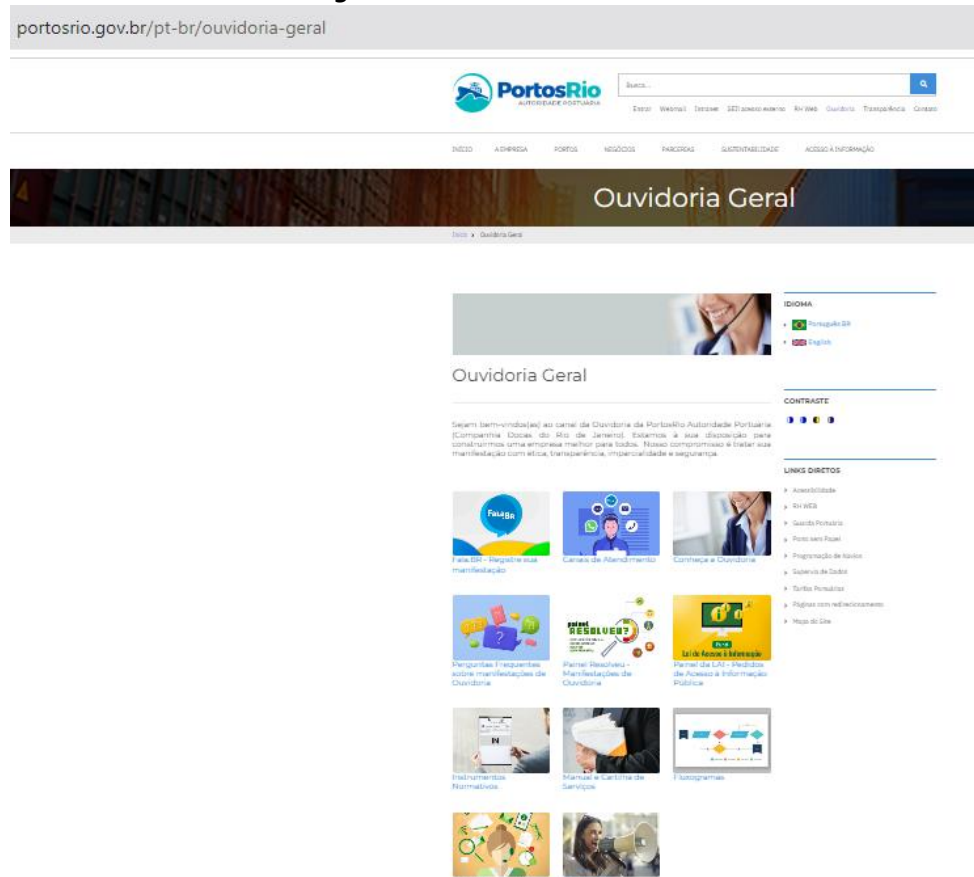 portosrio.gov.br/pt-br/ouvidoria-geral
PortosRio
AUTORIDADE PORTUÁRIA
Busca...
Entrar Webmail Intranet SEI! acesso externo RH Web Ouvidoria Transparência Contato
INÍCIO A EMPRESA PORTOS NEGÓCIOS PARCERIAS SUSTENTABILIDADE ACESSO À INFORMAÇÃO
Ouvidoria Geral
Início Ouvidoria Geral
Ouvidoria Geral
Sejam bem-vindos(as) ao canal da Ouvidoria da PortosRio Autoridade Portuária
(Companhia Docas do Rio de Janeiro). Estamos à sua disposição para
construirmos uma empresa melhor para todos. Nosso compromisso é tratar sua
manifestação com ética, transparência, imparcialidade e segurança.
Fala.BR
Fala.BR - Registre sua
manifestação
Canais de Atendimento
Conheça a Ouvidoria
Perguntas Frequentes
sobre manifestações de
Ouvidoria
painel
RESOLVEU?
Painel Resolveu -
Manifestações de
Ouvidoria
Painel
Lei de Acesso à Informação
Painel da LAI - Pedidos
de Acesso à Informação
Pública
Instrumentos
Normativos
Manual e Cartilha de
Serviços
Fluxogramas
IDIOMA
Português BR
English
CONTRASTE
LINKS DIRETOS
Acessibilidade
RH WEB
Guarda Portuária
Porto Sem Papel
Programação de Navios
Supervia de Dados
Tarifas Portuárias
Páginas com redirecionamento
Mapa do Site